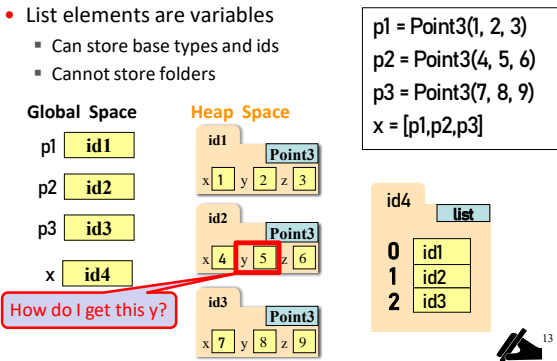 • List elements are variables
▪ Can store base types and ids
▪ Cannot store folders
Global Space
p1 id1
p2 id2
p3 id3
x id4
How do I get this y?
Heap Space
id1
Point3
x 1 y 2 z 3
id2
Point3
x 4 y 5 z 6
id3
Point3
x 7 y 8 z 9
p1 = Point3(1, 2, 3)
p2 = Point3(4, 5, 6)
p3 = Point3(7, 8, 9)
x = [p1,p2,p3]
id4
list
0 id1
1 id2
2 id3
13